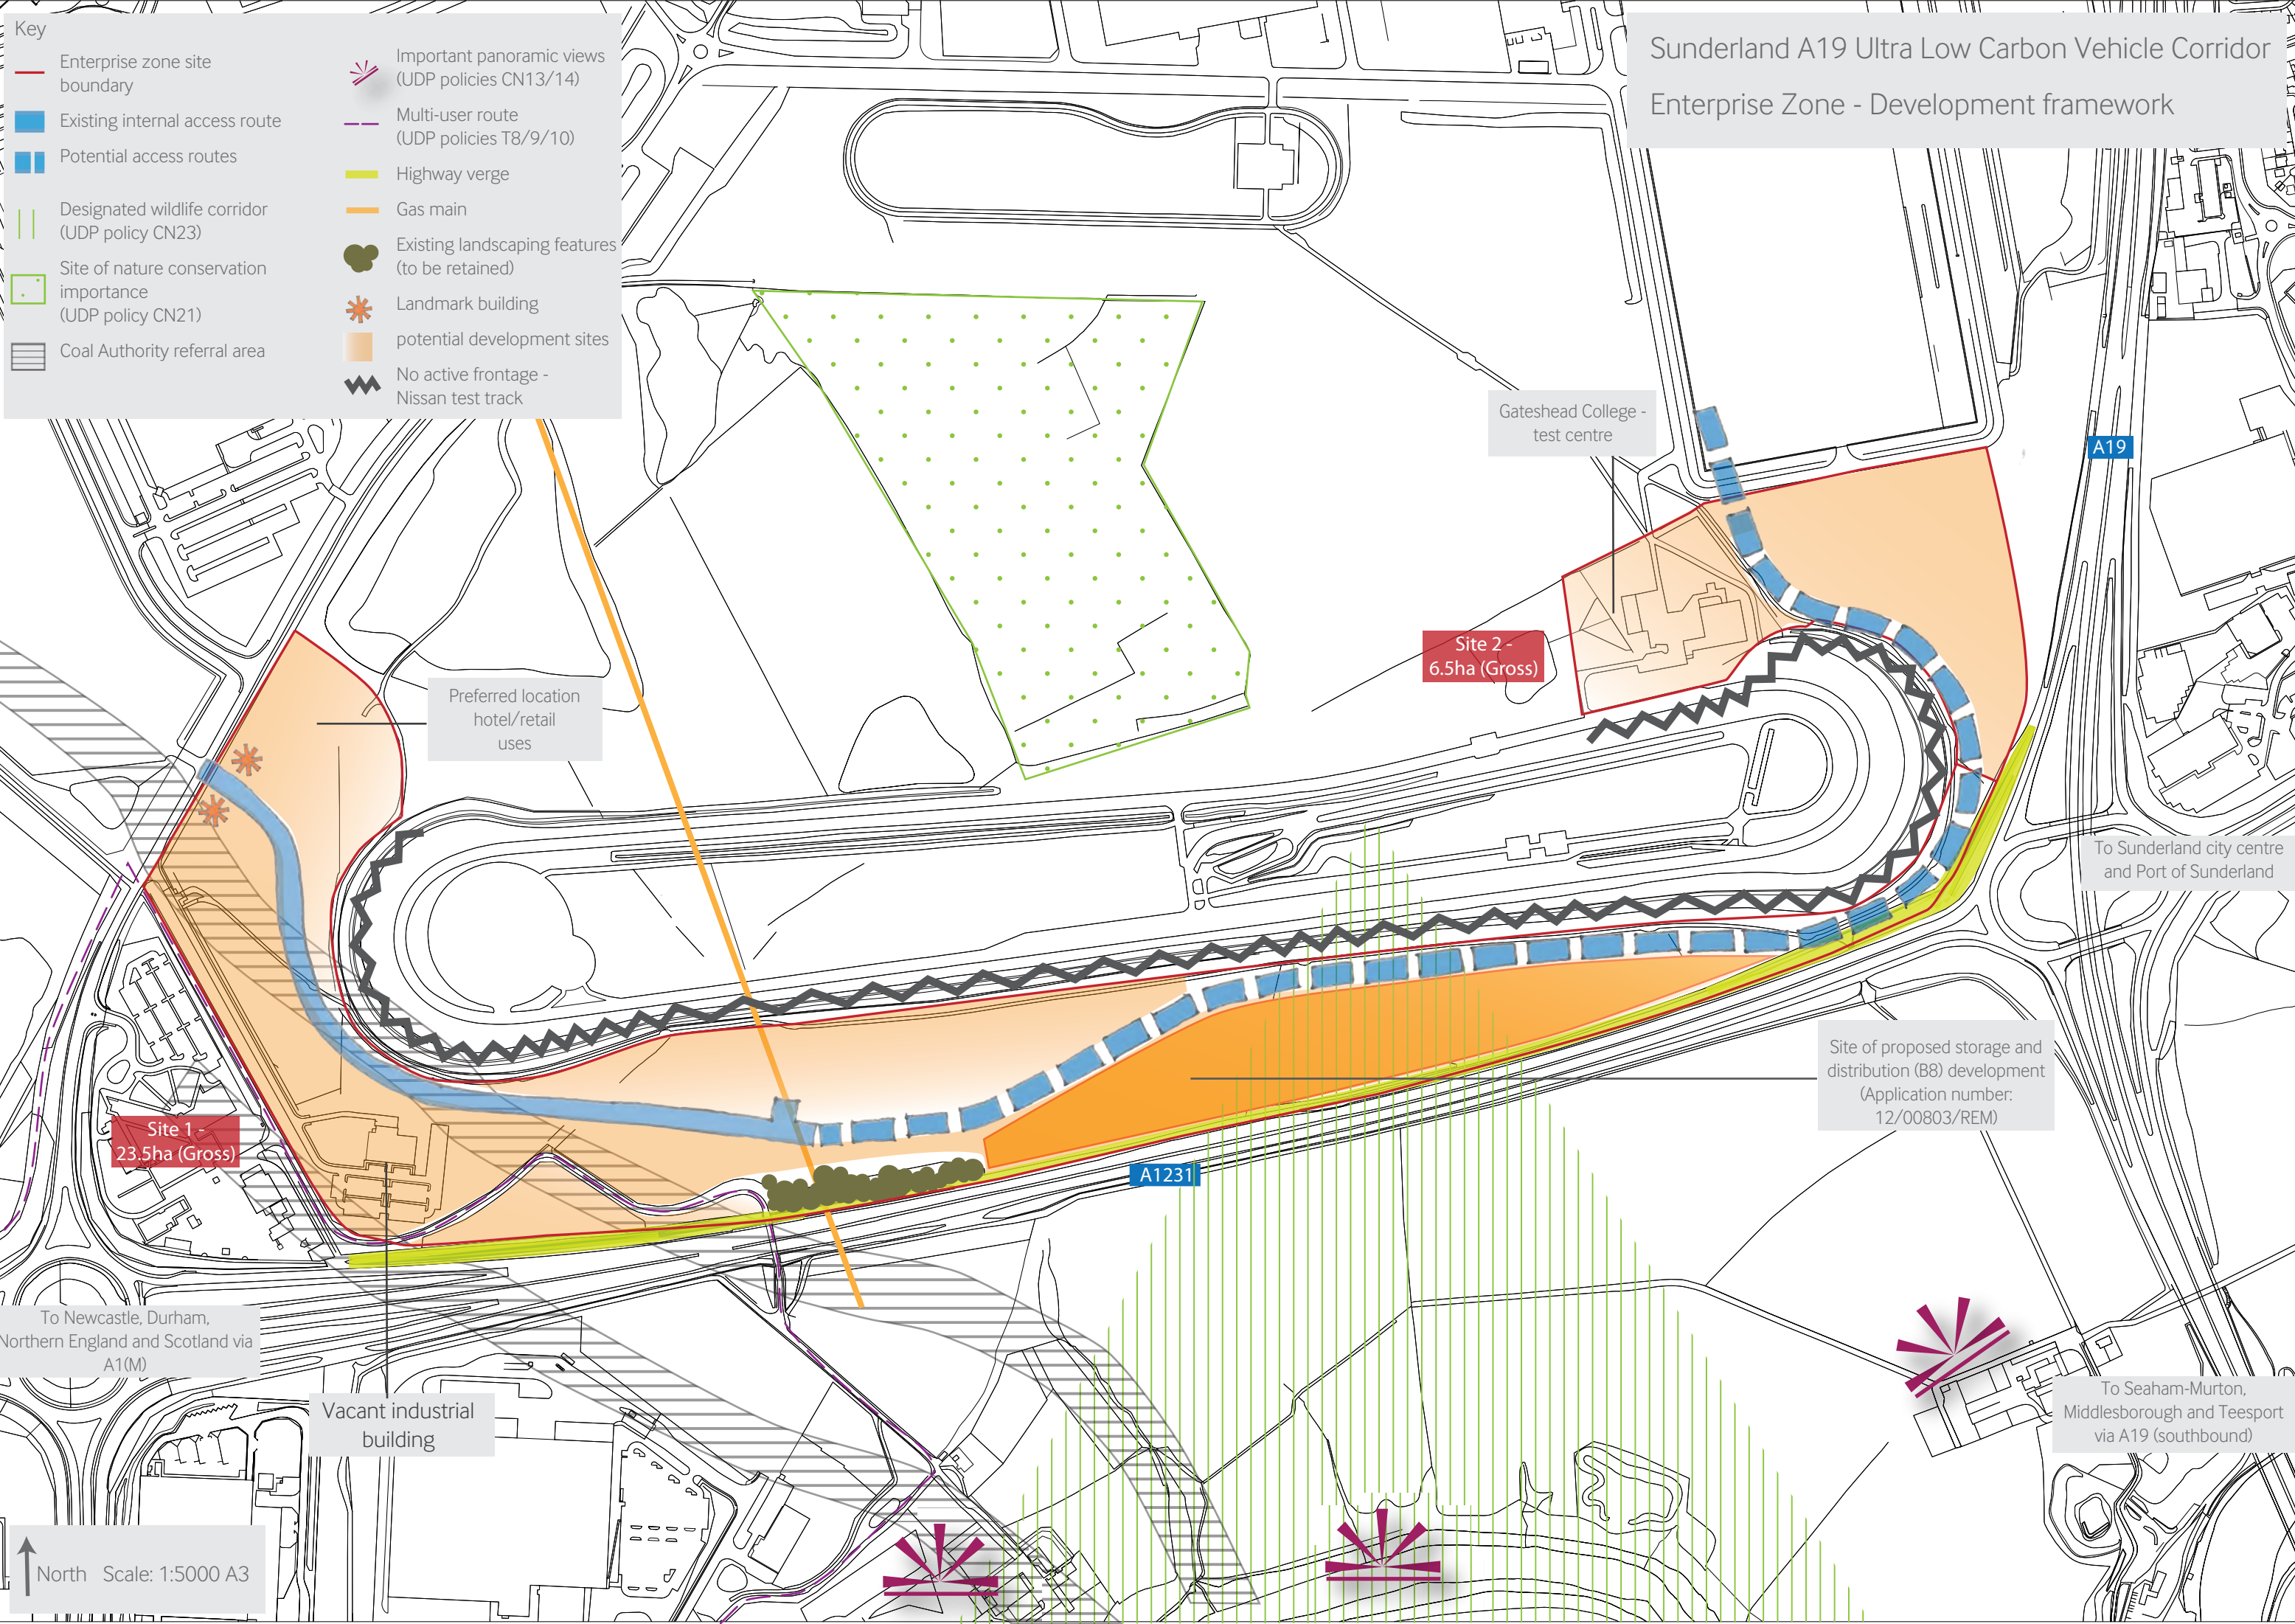 Key
Enterprise zone site
boundary
Existing internal access route
Potential access routes
Designated wildlife corridor
(UDP policy CN23)
Site of nature conservation
importance
(UDP policy CN21)
Coal Authority referral area
Important panoramic views
(UDP policies CN13/14)
Multi-user route
(UDP policies T8/9/10)
Highway verge
Gas main
Existing landscaping features
(to be retained)
Landmark building
potential development sites
No active frontage -
Nissan test track
Sunderland A19 Ultra Low Carbon Vehicle Corridor
Enterprise Zone - Development framework
Gateshead College -
test centre
A19
Site 2 -
6.5ha (Gross)
Preferred location
hotel/retail
uses
To Sunderland city centre
and Port of Sunderland
Site of proposed storage and
distribution (B8) development
(Application number:
12/00803/REM)
Site 1 -
23.5ha (Gross)
A1231
To Newcastle, Durham,
Northern England and Scotland via
A1(M)
Vacant industrial
building
To Seaham-Murton,
Middlesborough and Teesport
via A19 (southbound)
North Scale: 1:5000 A3